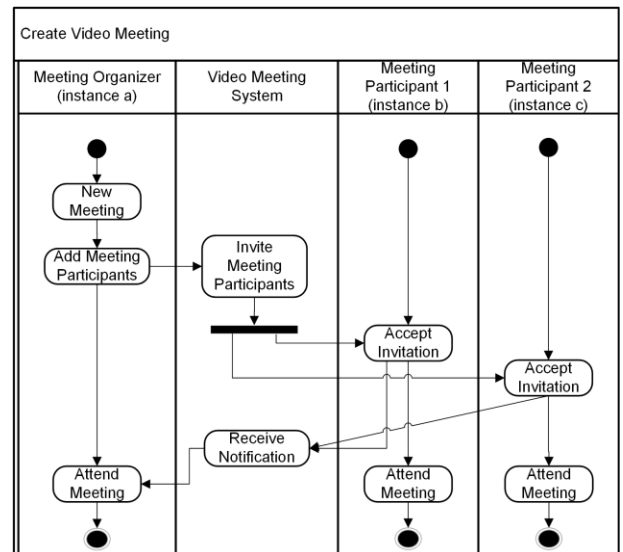 Create Video Meeting
Meeting Organizer
(instance a)
Video Meeting
System
Meeting
Participant 1
(instance b)
Meeting
Participant 2
(instance c)
New
Meeting
Add Meeting
Participants
Invite
Meeting
Participants
Accept
Invitation
Accept
Invitation
Receive
Notification
Attend
Meeting
Attend
Meeting
Attend
Meeting